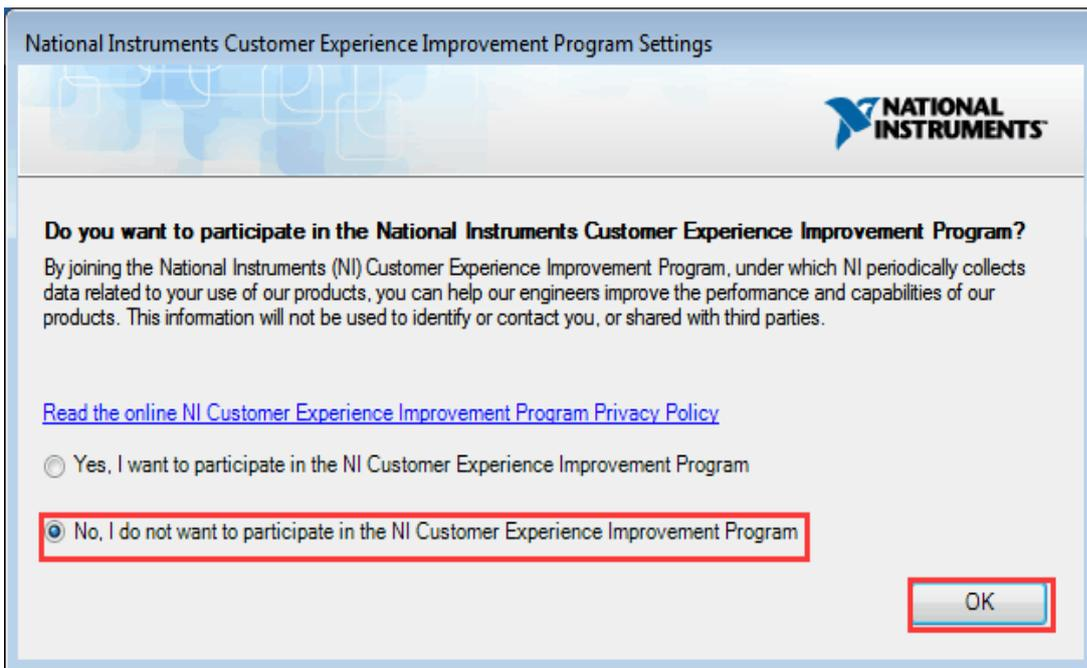 National Instruments Customer Experience Improvement Program Settings
NATIONAL
INSTRUMENTS™
Do you want to participate in the National Instruments Customer Experience Improvement Program?
By joining the National Instruments (NI) Customer Experience Improvement Program, under which NI periodically collects
data related to your use of our products, you can help our engineers improve the performance and capabilities of our
products. This information will not be used to identify or contact you, or shared with third parties.
Read the online NI Customer Experience Improvement Program Privacy Policy
Yes, I want to participate in the NI Customer Experience Improvement Program
No, I do not want to participate in the NI Customer Experience Improvement Program
OK